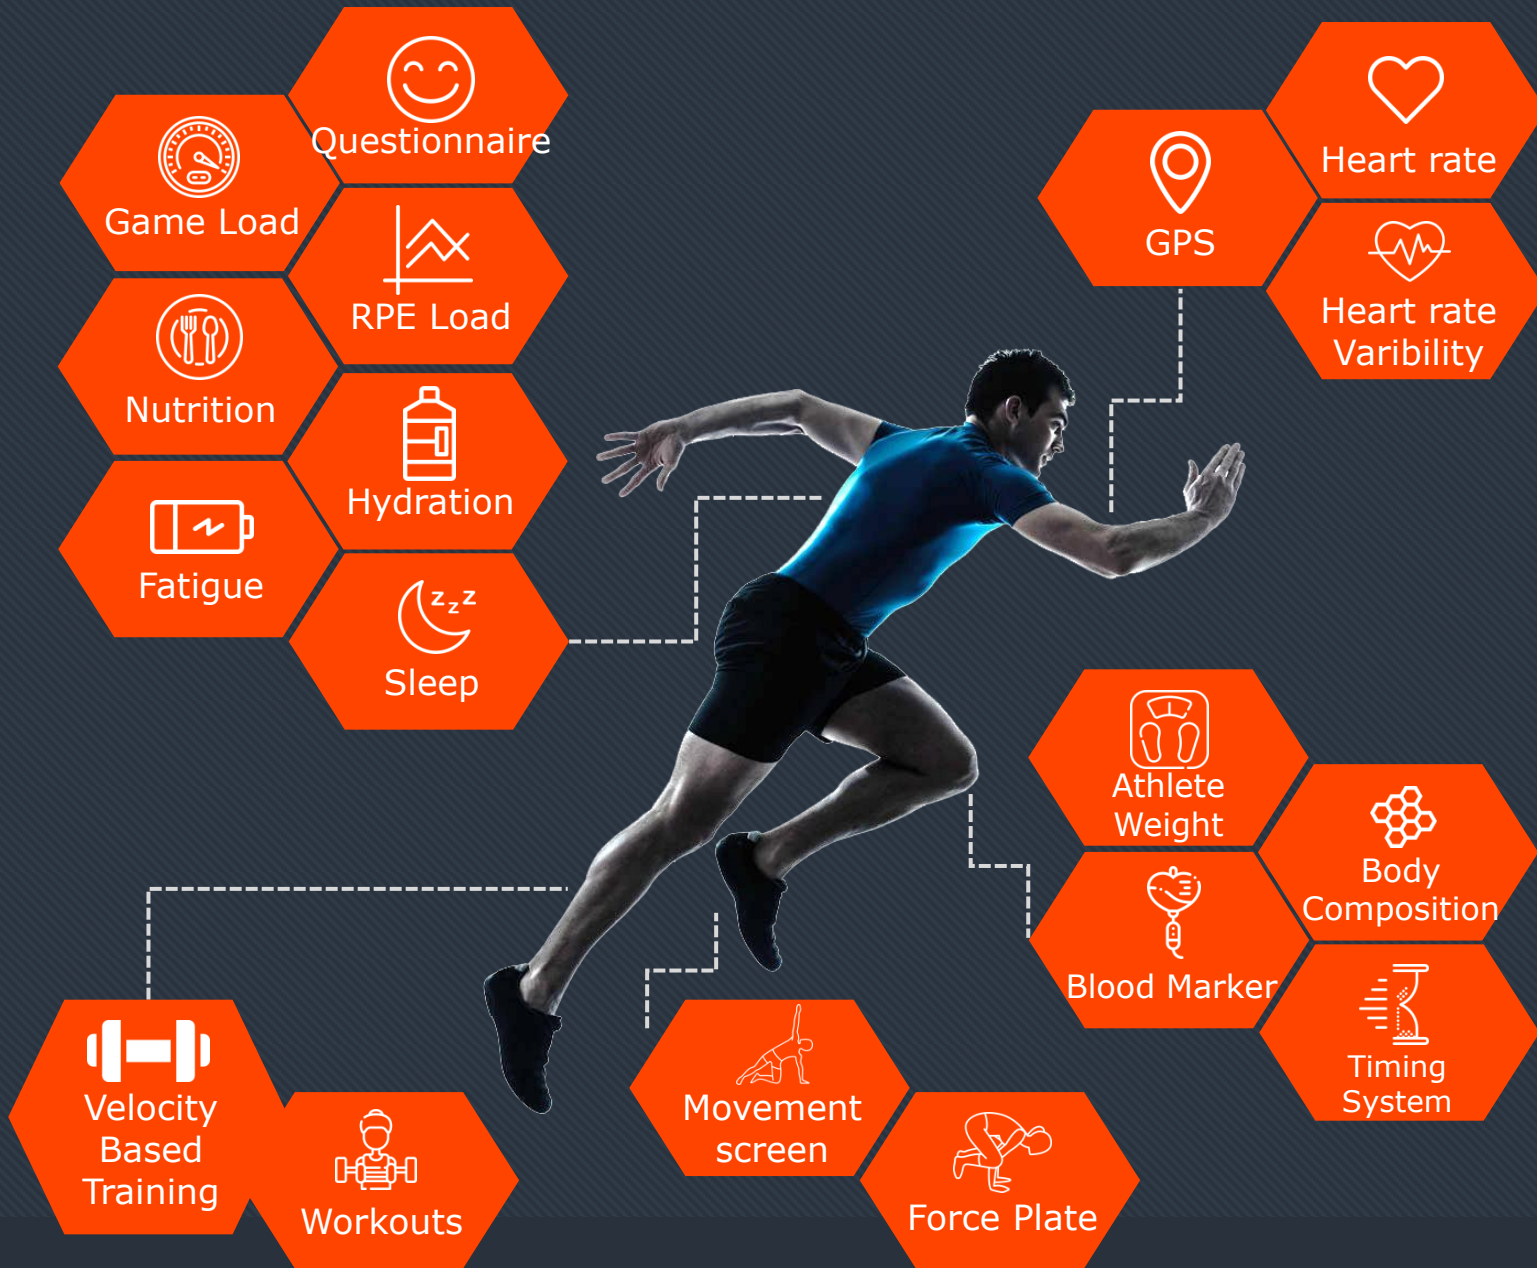 Questionnaire
Game Load
RPE Load
Nutrition
Hydration
Fatigue
zzz
Sleep
Heart rate
GPS
Heart rate
Varibility
Athlete
Weight
Body
Composition
Blood Marker
Timing
System
Velocity
Based
Training
Workouts
Movement
screen
Force Plate